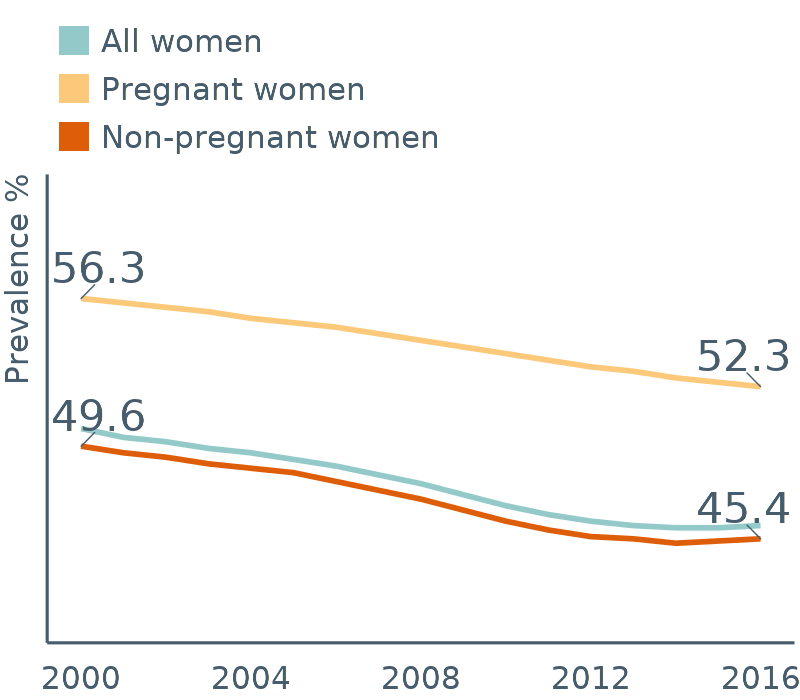 All women
Pregnant women
Non-pregnant women
Prevalence %
56.3
52.3
49.6
45.4
2000 2004 2008 2012 2016